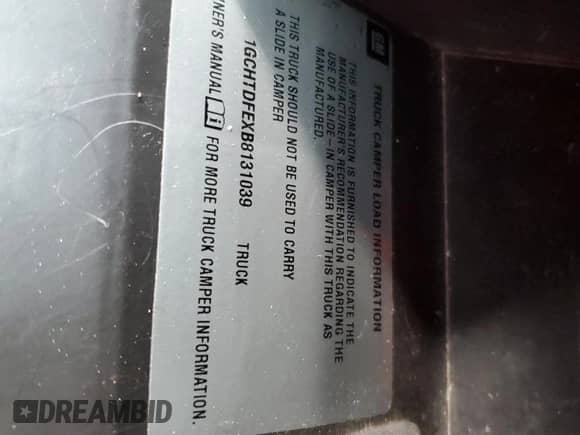 GM
TRUCK CAMPER LOAD INFORMATION
THIS INFORMATION IS FURNISHED TO INDICATE THE
MANUFACTURER'S RECOMMENDATION REGARDING THE
USE OF A SLIDE-IN CAMPER WITH THIS TRUCK AS
MANUFACTURED.
THIS TRUCK SHOULD NOT BE USED TO CARRY
A SLIDE IN CAMPER
1GCHTDFEXB8131039 TRUCK
NER'S MANUAL i FOR MORE TRUCK CAMPER INFORMATION.
DREAMBID